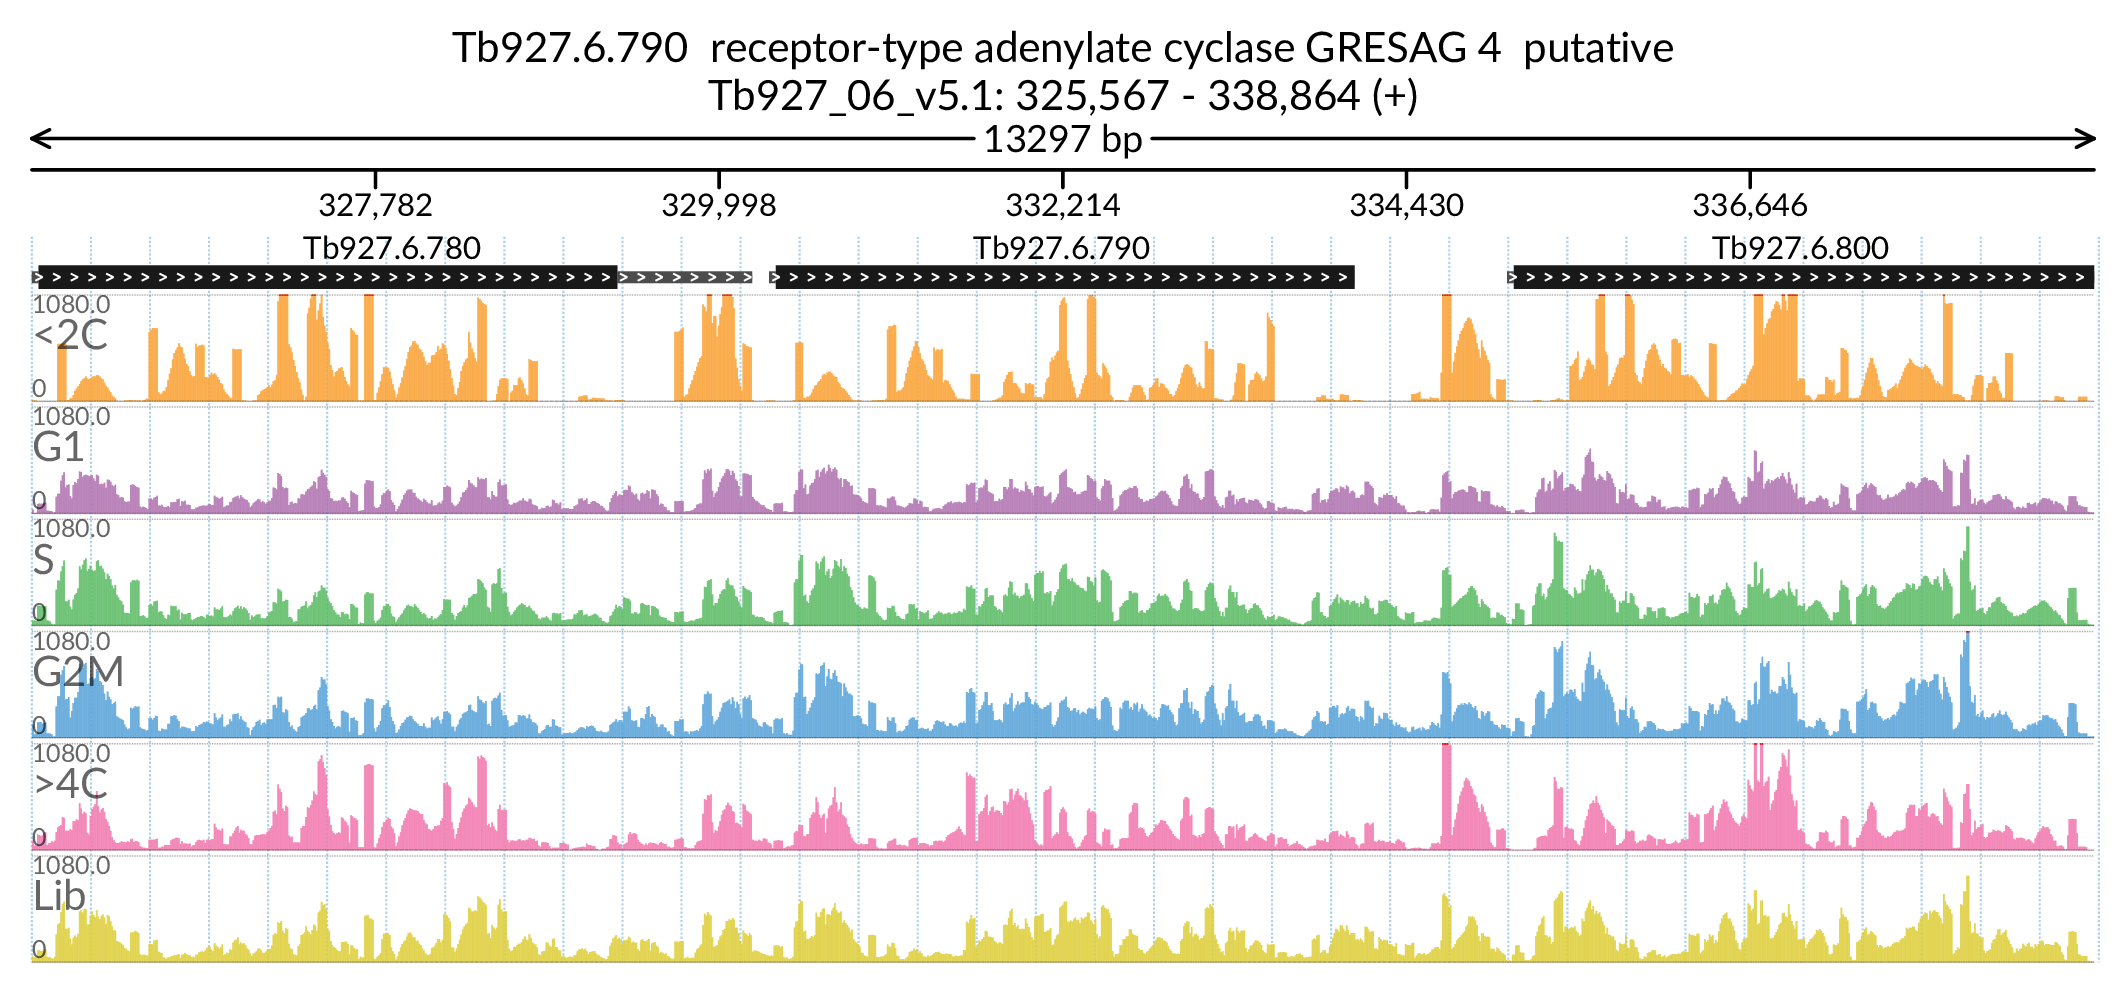 Tb927.6.790  receptor-type adenylate cyclase GRESAG 4  putative
Tb927_06_v5.1: 325,567 - 338,864 (+)
13297 bp
327,782 329,998 332,214 334,430 336,646
Tb927.6.780 Tb927.6.790 Tb927.6.800
1080.0
<2C
0
1080.0
G1
0
1080.0
S
0
1080.0
G2M
0
1080.0
>4C
0
1080.0
Lib
0